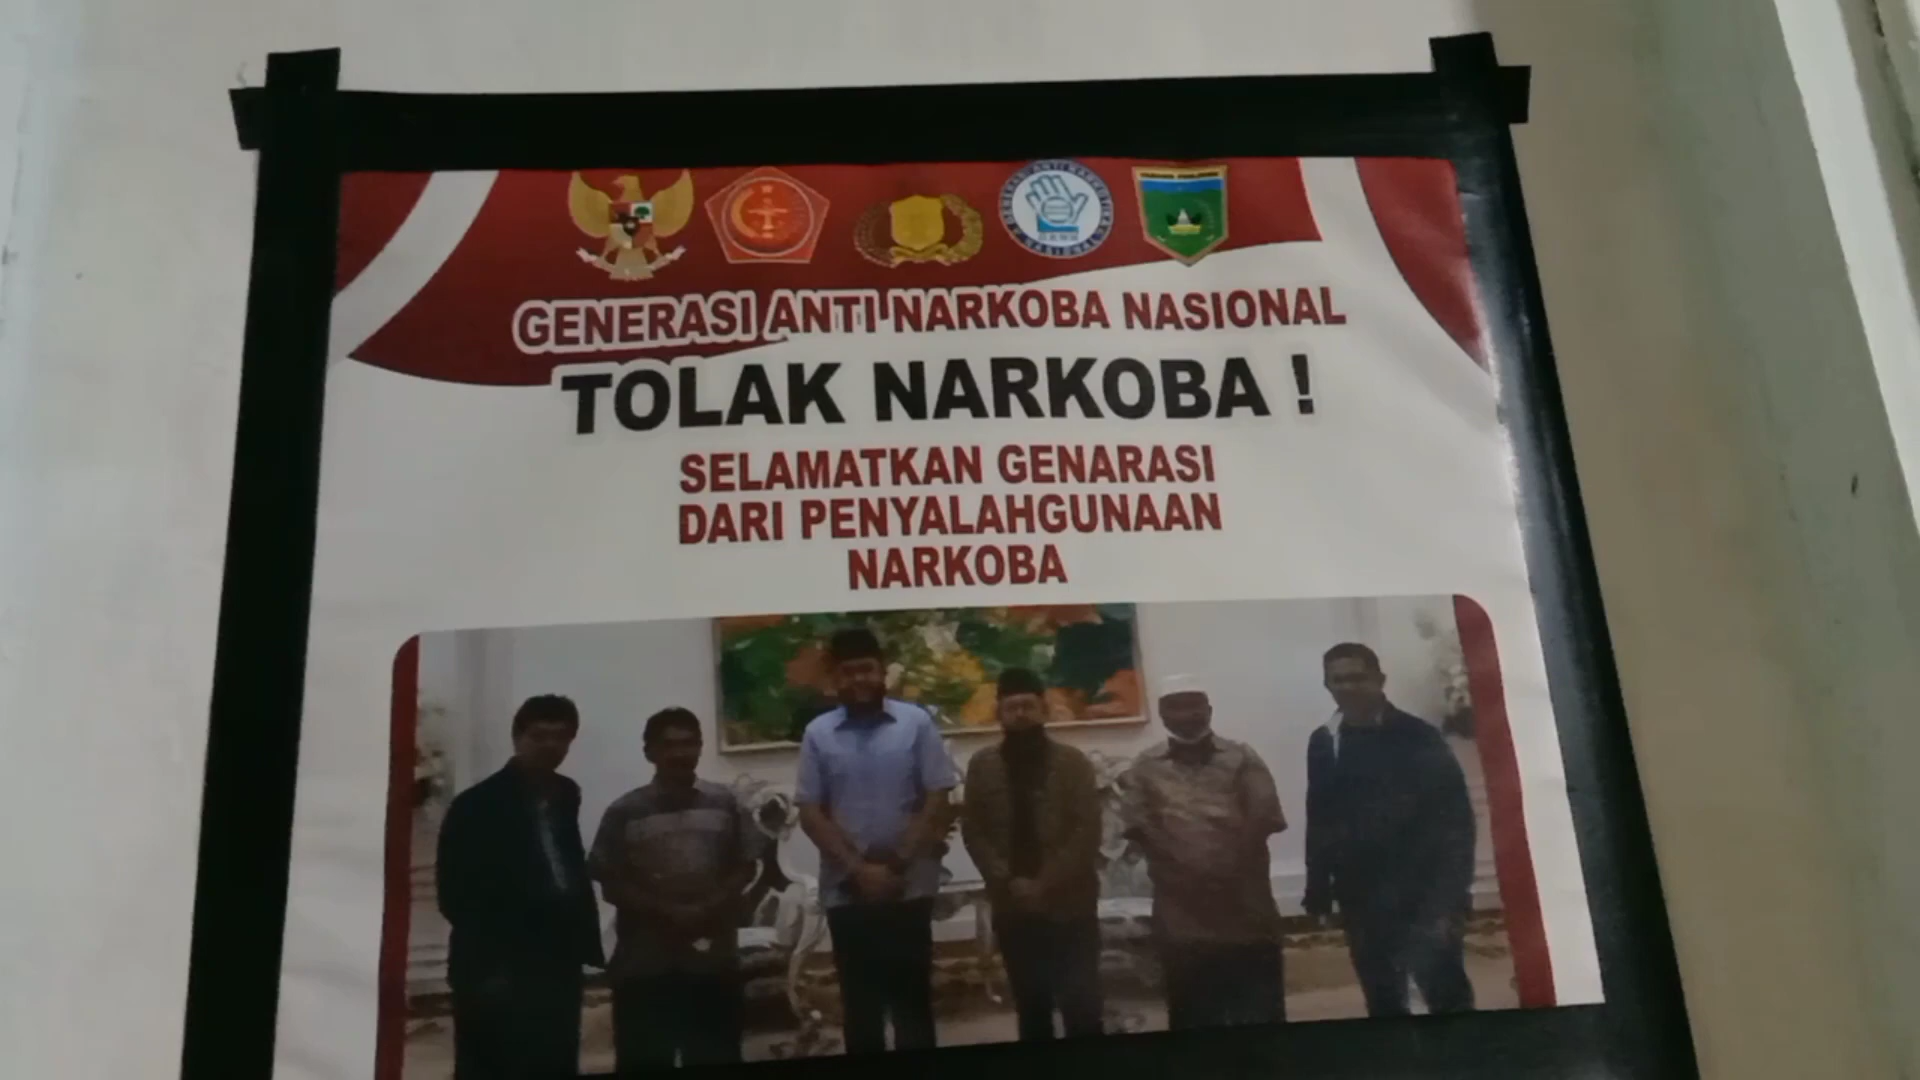 GENERASI ANTI NARKOBA NASIONAL
TOLAK NARKOBA !
SELAMATKAN GENARASI
DARI PENYALAHGUNAAN
NARKOBA